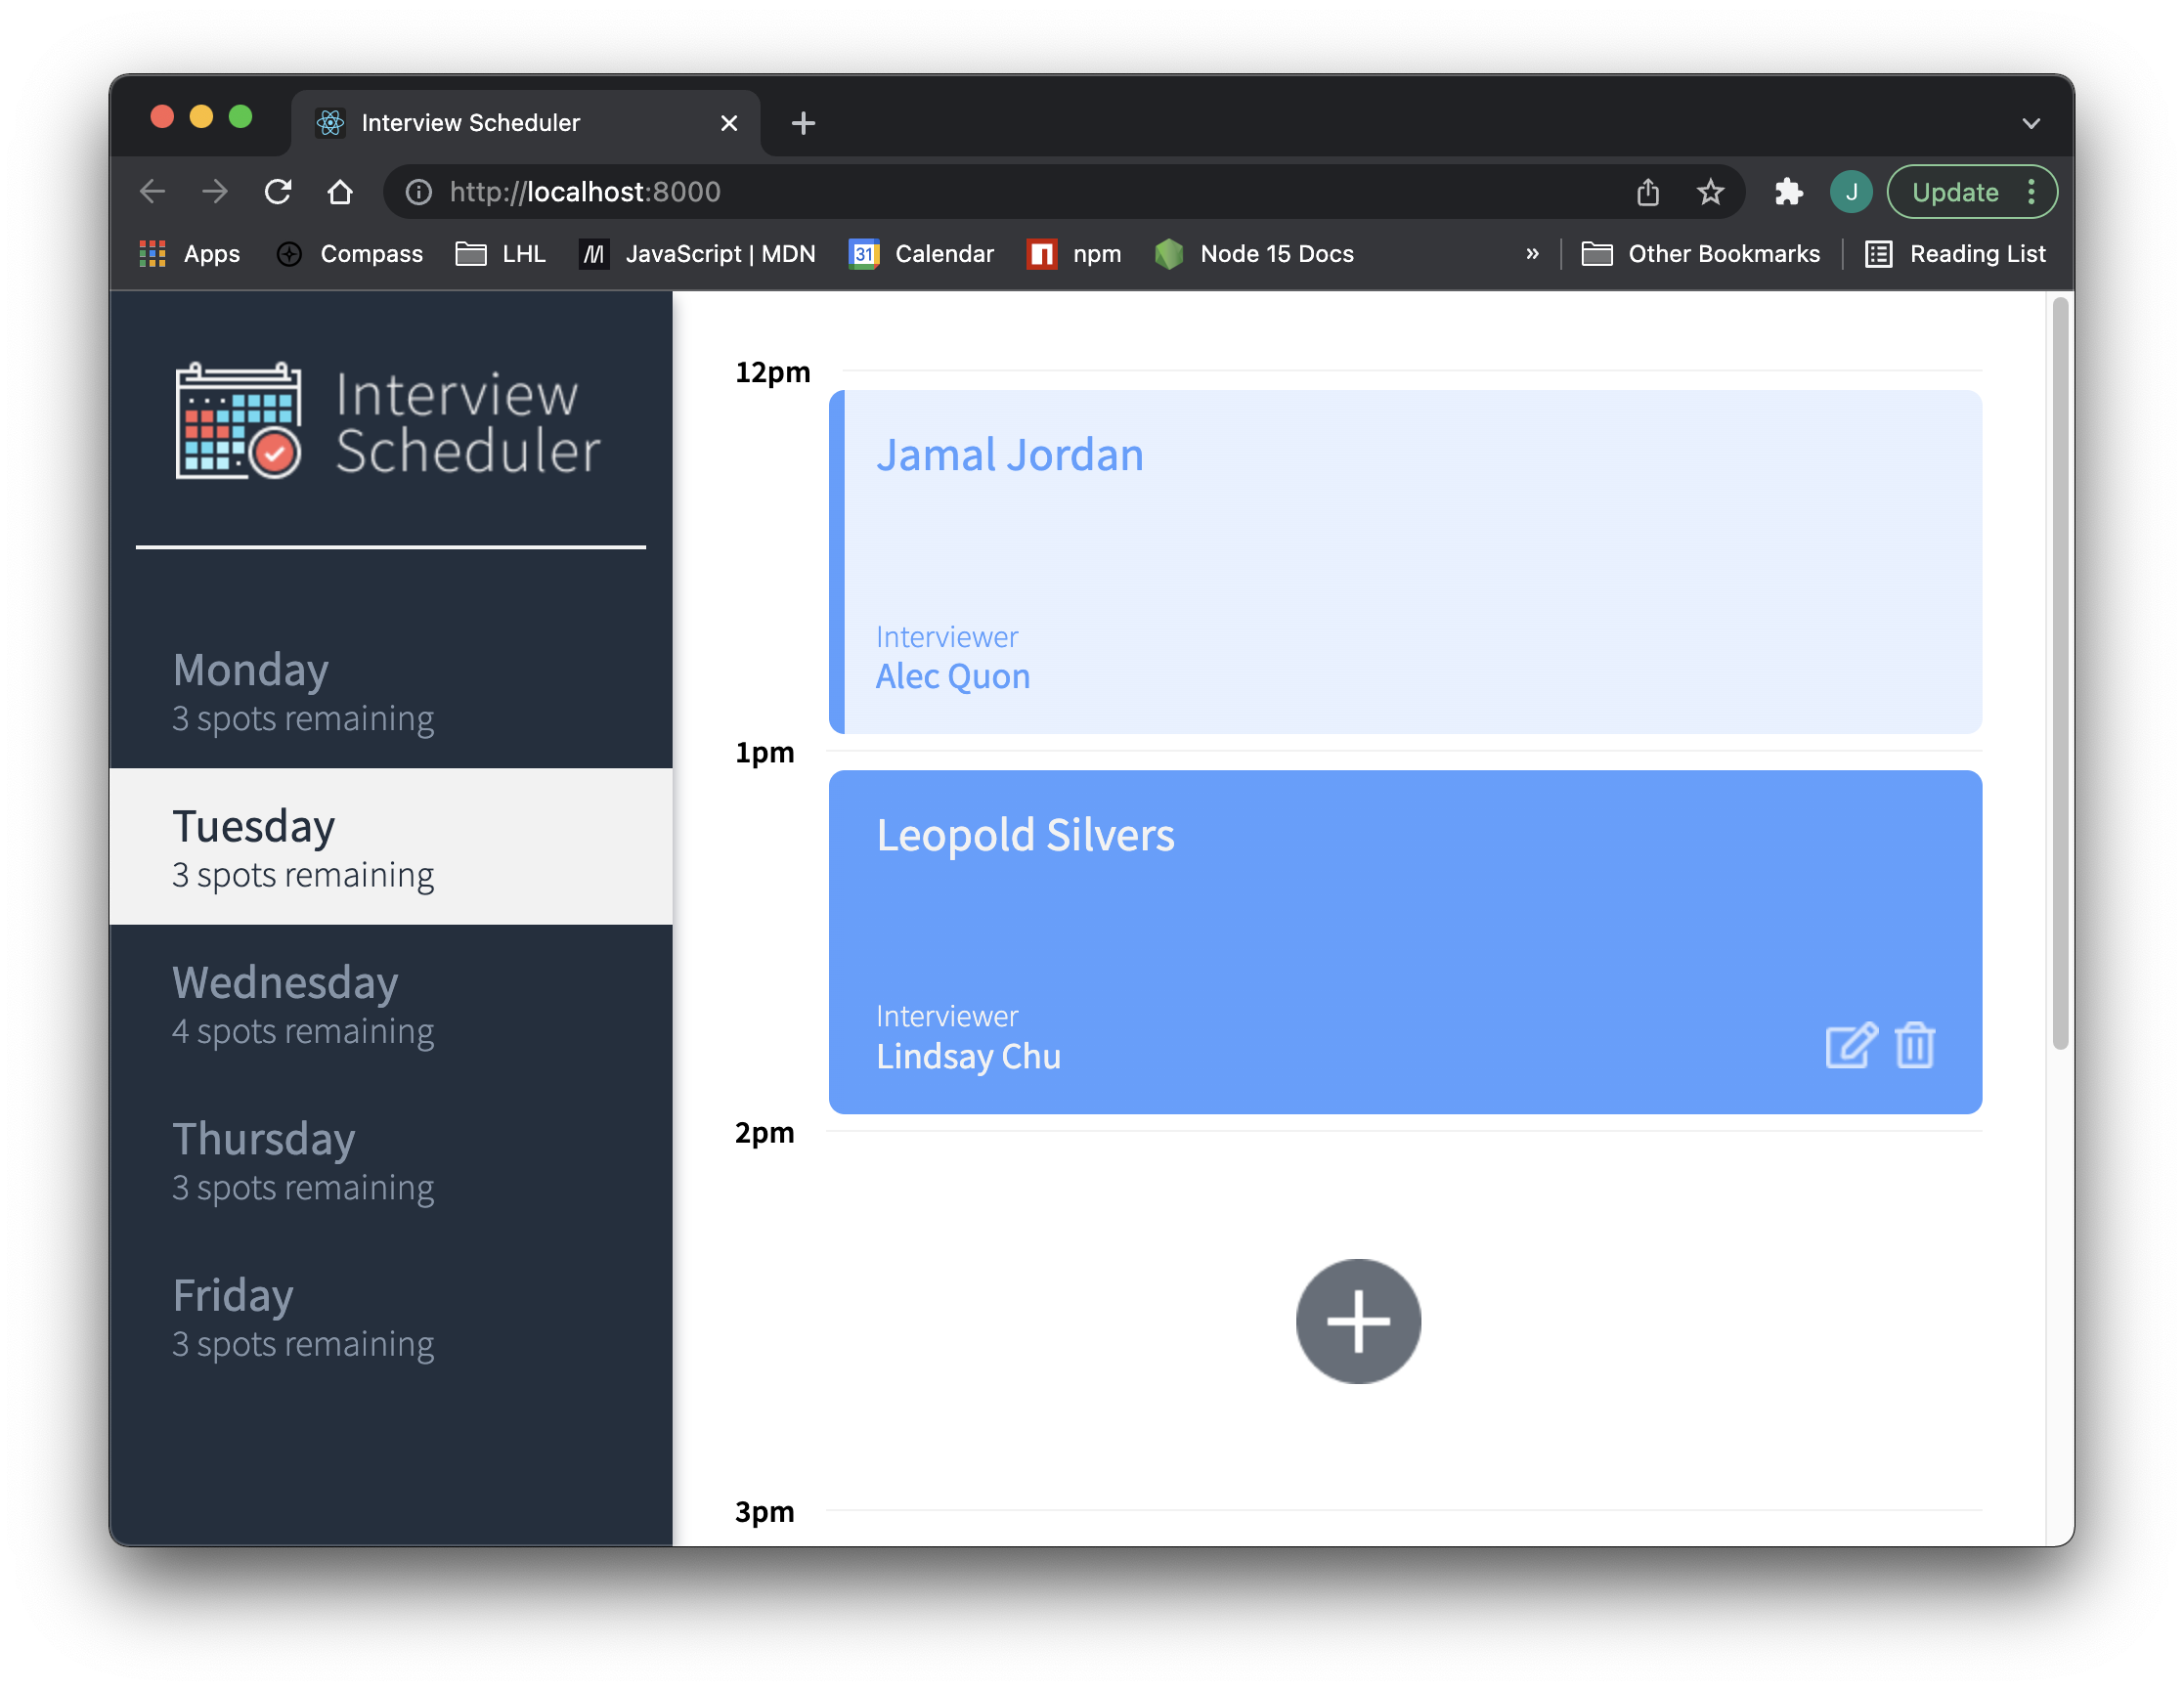 Interview Scheduler
http://localhost:8000
J
Update
Apps
Compass
LHL
JavaScript | MDN
31
Calendar
npm
Node 15 Docs
»
Other Bookmarks
Reading List
Interview
Scheduler
Monday
3 spots remaining
Tuesday
3 spots remaining
Wednesday
4 spots remaining
Thursday
3 spots remaining
Friday
3 spots remaining
12pm
Jamal Jordan
Interviewer
Alec Quon
1pm
Leopold Silvers
Interviewer
Lindsay Chu
2pm
3pm